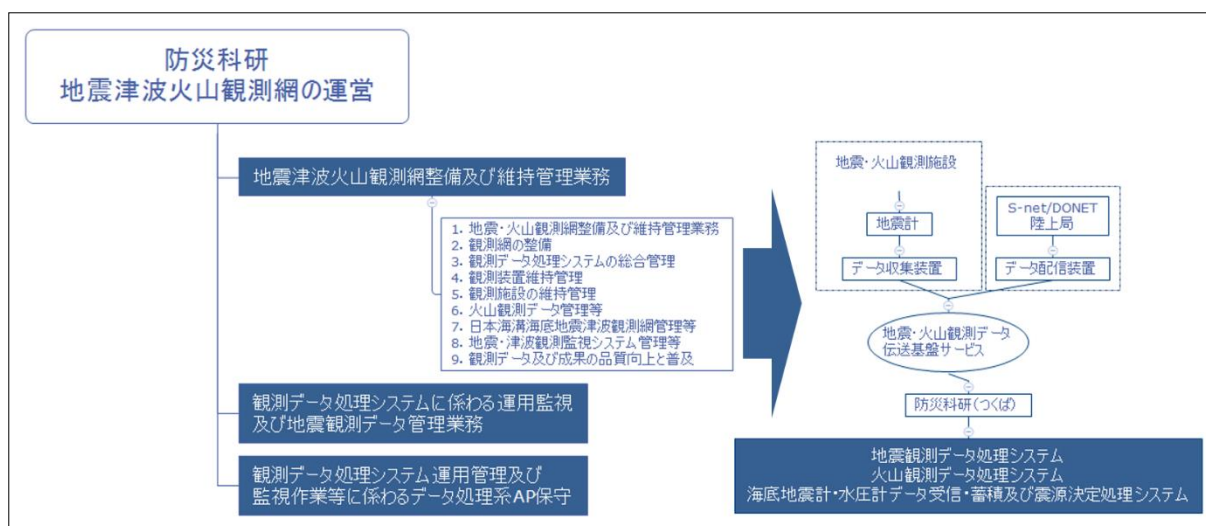 防災科研
地震津波火山観測網の運営
地震津波火山観測網整備及び維持管理業務
1. 地震・火山観測網整備及び維持管理業務
2. 観測網の整備
3. 観測データ処理システムの総合管理
4. 観測装置維持管理
5. 観測施設の維持管理
6. 火山観測データ管理等
7. 日本海溝海底地震津波観測網管理等
8. 地震・津波観測監視システム管理等
9. 観測データ及び成果の品質向上と普及
観測データ処理システムに係わる運用監視
及び地震観測データ管理業務
観測データ処理システム運用管理及び
監視作業等に係わるデータ処理系AP保守
地震・火山観測施設
地震計
データ収集装置
S-net/DONET
陸上局
データ配信装置
地震・火山観測データ
伝送基盤サービス
防災科研(つくば)
地震観測データ処理システム
火山観測データ処理システム
海底地震計・水圧計データ受信・蓄積及び震源決定処理システム